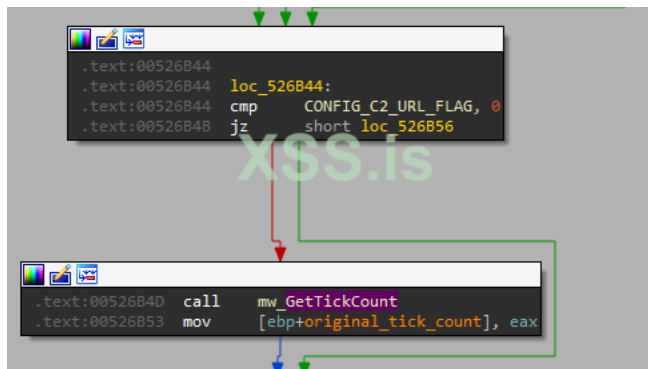 .text:00526B44
.text:00526B44 loc_526B44:
.text:00526B44 cmp CONFIG_C2_URL_FLAG, 0
.text:00526B4B jz short loc_526B56
XSS.is
.text:00526B4D call mw_GetTickCount
.text:00526B53 mov [ebp+original_tick_count], eax